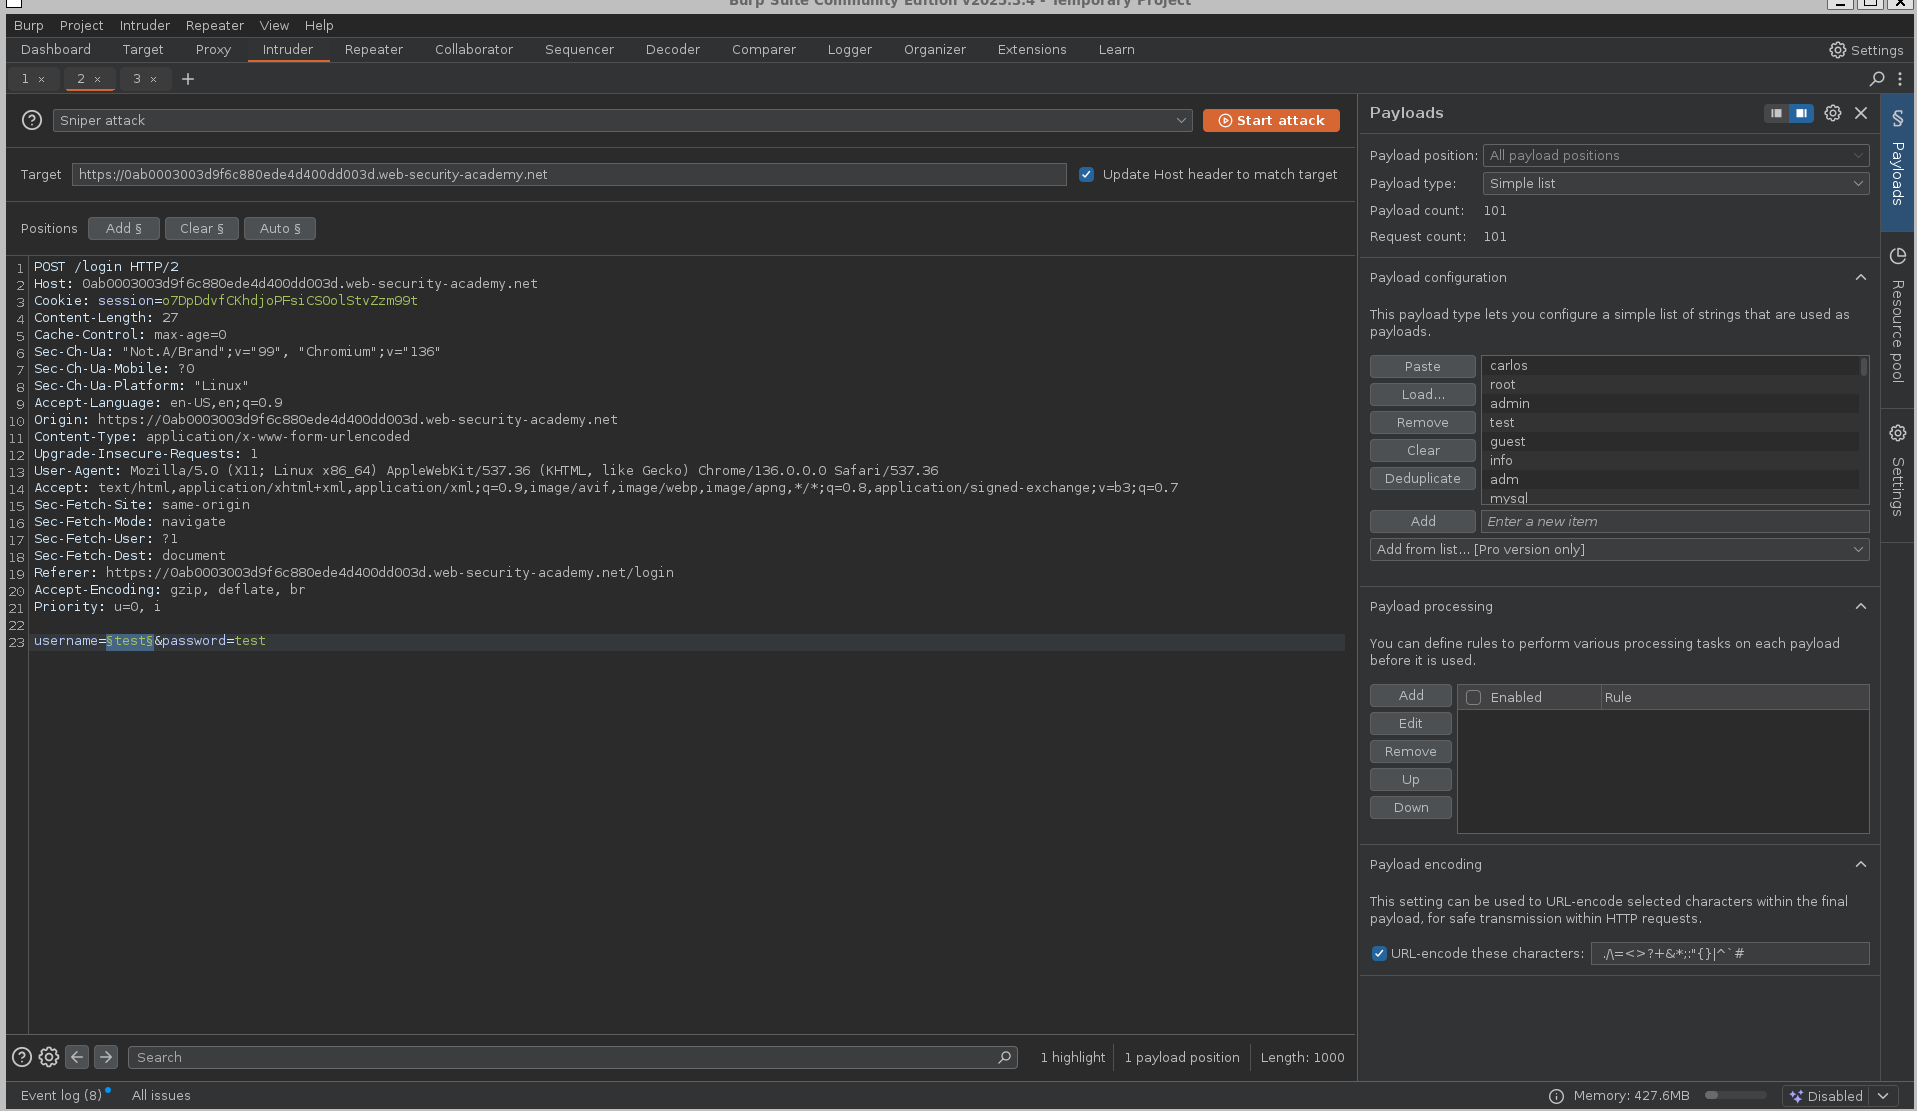 Burp Suite Community Edition v2025.3.4 - Temporary Project
Burp Project Intruder Repeater View Help
Dashboard Target Proxy Intruder Repeater Collaborator Sequencer Decoder Comparer Logger Organizer Extensions Learn Settings
1 × 2 × 3 × +
? Sniper attack Start attack
Target https://0ab0003003d9f6c880ede4d400dd003d.web-security-academy.net Update Host header to match target
Positions Add § Clear § Auto §
1 POST /login HTTP/2
2 Host: 0ab0003003d9f6c880ede4d400dd003d.web-security-academy.net
3 Cookie: session=o7DpDdvfCKhdjoPFsiCS0olStvZzm99t
4 Content-Length: 27
5 Cache-Control: max-age=0
6 Sec-Ch-Ua: "Not.A/Brand";v="99", "Chromium";v="136"
7 Sec-Ch-Ua-Mobile: ?0
8 Sec-Ch-Ua-Platform: "Linux"
9 Accept-Language: en-US,en;q=0.9
10 Origin: https://0ab0003003d9f6c880ede4d400dd003d.web-security-academy.net
11 Content-Type: application/x-www-form-urlencoded
12 Upgrade-Insecure-Requests: 1
13 User-Agent: Mozilla/5.0 (X11; Linux x86_64) AppleWebKit/537.36 (KHTML, like Gecko) Chrome/136.0.0.0 Safari/537.36
14 Accept: text/html,application/xhtml+xml,application/xml;q=0.9,image/avif,image/webp,image/apng,*/*;q=0.8,application/signed-exchange;v=b3;q=0.7
15 Sec-Fetch-Site: same-origin
16 Sec-Fetch-Mode: navigate
17 Sec-Fetch-User: ?1
18 Sec-Fetch-Dest: document
19 Referer: https://0ab0003003d9f6c880ede4d400dd003d.web-security-academy.net/login
20 Accept-Encoding: gzip, deflate, br
21 Priority: u=0, i
22
23 username=§test§&password=test
? Search 1 highlight 1 payload position Length: 1000
Payloads
Payload position: All payload positions
Payload type: Simple list
Payload count: 101
Request count: 101
Payload configuration
This payload type lets you configure a simple list of strings that are used as
payloads.
Paste
Load...
Remove
Clear
Deduplicate
carlos
root
admin
test
guest
info
adm
mysql
Add Enter a new item
Add from list... [Pro version only]
Payload processing
You can define rules to perform various processing tasks on each payload
before it is used.
Add
Edit
Remove
Up
Down
Enabled Rule
Payload encoding
This setting can be used to URL-encode selected characters within the final
payload, for safe transmission within HTTP requests.
URL-encode these characters: ./\=<>?+&*;:"{}|^`#
§ Payloads
Resource pool
Settings
Event log (8) All issues Memory: 427.6MB Disabled